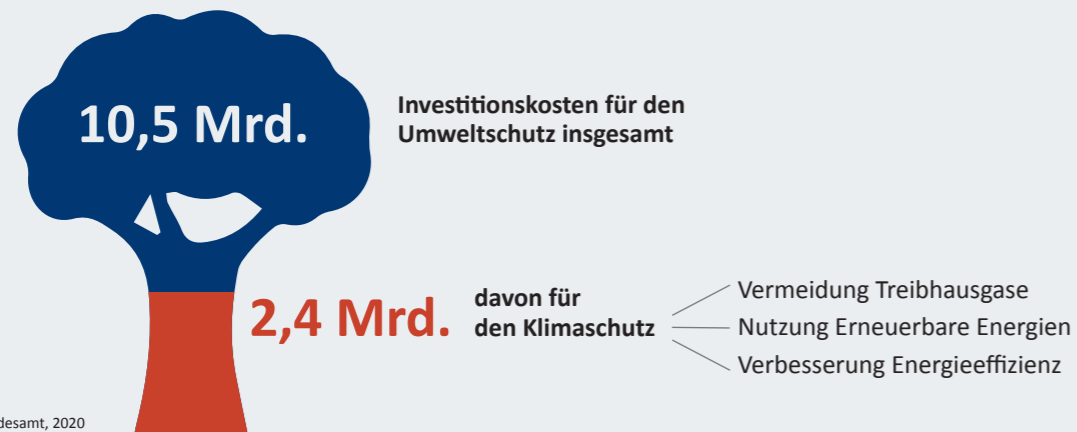 10,5 Mrd.
Investitionskosten für den
Umweltschutz insgesamt
2,4 Mrd.
davon für
den Klimaschutz
Vermeidung Treibhausgase
Nutzung Erneuerbare Energien
Verbesserung Energieeffizienz
desamt, 2020